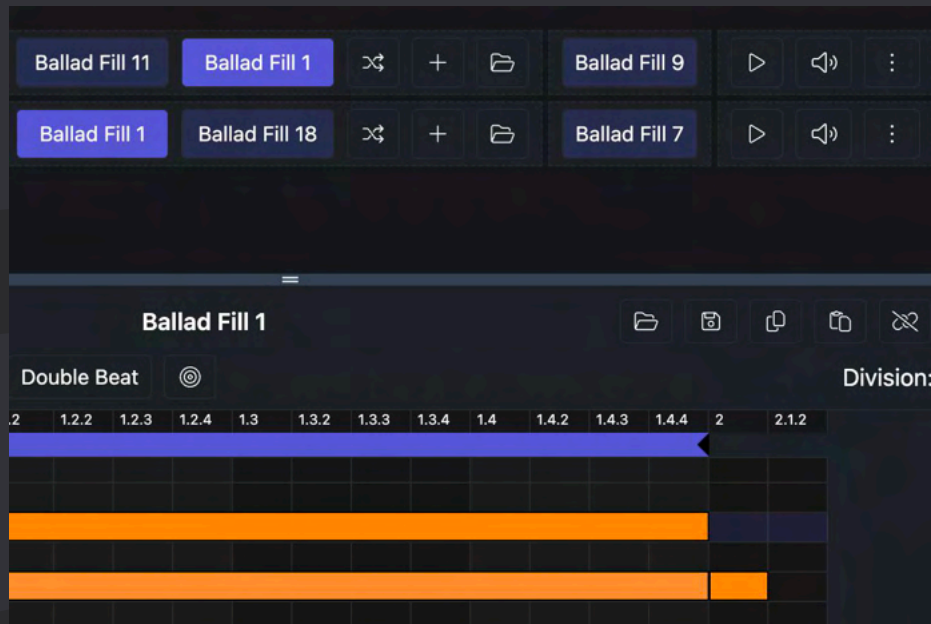 Ballad Fill 11 Ballad Fill 1 Ballad Fill 9
Ballad Fill 1 Ballad Fill 18 Ballad Fill 7
Ballad Fill 1
Double Beat Division:
.2 1.2.2 1.2.3 1.2.4 1.3 1.3.2 1.3.3 1.3.4 1.4 1.4.2 1.4.3 1.4.4 2 2.1.2